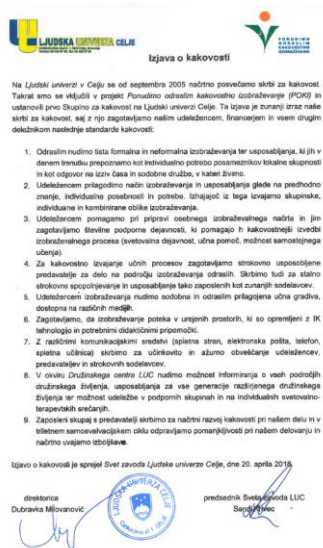 LJUDSKA UNIVERZA CELJE
PONUDIMO
ODRASLIM
KAKOVOSTNO
IZOBRAŽEVANJE
Izjava o kakovosti
Na Ljudski univerzi v Celju se od septembra 2005 načrtno posvečamo skrbi za kakovost.
Takrat smo se vključili v projekt Ponudimo odraslim kakovostno izobraževanje (POKI) in
ustanovili prvo Skupino za kakovost na Ljudski univerzi Celje. Ta izjava je zunanji izraz naše
skrbi za kakovost, saj z njo zagotavljamo našim udeležencem, financerjem in vsem drugim
deležnikom naslednje standarde kakovosti:
1. Odraslim nudimo tista formalna in neformalna izobraževanja ter usposabljanja, ki jih v
danem trenutku prepoznamo kot individualno potrebo posameznikov lokalne skupnosti
in kot odgovor na izziv časa in sodobne družbe, v kateri živimo.
2. Udeležencem prilagodimo način izobraževanja in usposabljanja glede na predhodno
znanje, individualne posebnosti in potrebe. Izhajajoč iz tega izvajamo skupinske,
individualne in kombinirane oblike izobraževanja.
3. Udeležencem pomagamo pri pripravi osebnega izobraževalnega načrta in jim
zagotavljamo številne podporne dejavnosti, ki pomagajo h kakovostnejši izvedbi
izobraževalnega procesa (svetovalna dejavnost, učna pomoč, možnost samostojnega
učenja).
4. Za kakovostno izvajanje učnih procesov zagotavljamo strokovno usposobljene
predavatelje za delo na področju izobraževanja odraslih. Skrbimo tudi za stalno
strokovno spopolnjevanje in usposabljanje tako zaposlenih kot zunanjih sodelavcev.
5. Udeležencem izobraževanja nudimo sodobna in odraslim prilagojena učna gradiva,
dostopna na različnih medijih.
6. Zagotavljamo, da izobraževanje poteka v urejenih prostorih, ki so opremljeni z IK
tehnologijo in potrebnimi didaktičnimi pripomočki.
7. Z različnimi komunikacijskimi sredstvi (spletna stran, elektronska pošta, telefon,
spletna učilnica) skrbimo za učinkovito in ažurno obveščanje udeležencev,
predavateljev in strokovnih sodelavcev.
8. V okviru Družinskega centra LUC nudimo možnost informiranja o vseh področjih
družinskega življenja, usposabljanja za vse generacije razširjenega družinskega
življenja ter možnost udeležbe v podpornih skupinah in na individualnih svetovalno-
terapevtskih srečanjih.
9. Zaposleni skupaj s predavatelji skrbimo za načrtni razvoj kakovosti pri našem delu in v
triletnem samoevalvacijskem ciklu odpravljamo pomanjkljivosti pri našem delovanju in
načrtno uvajamo izboljšave.
Izjavo o kakovosti je sprejel Svet zavoda Ljudske univerze Celje, dne 20. aprila 2018.
direktorica
predsednik Sveta zavoda LUC
Dubravka Milovanović
LJUDSKA UNIVERZA CELJE